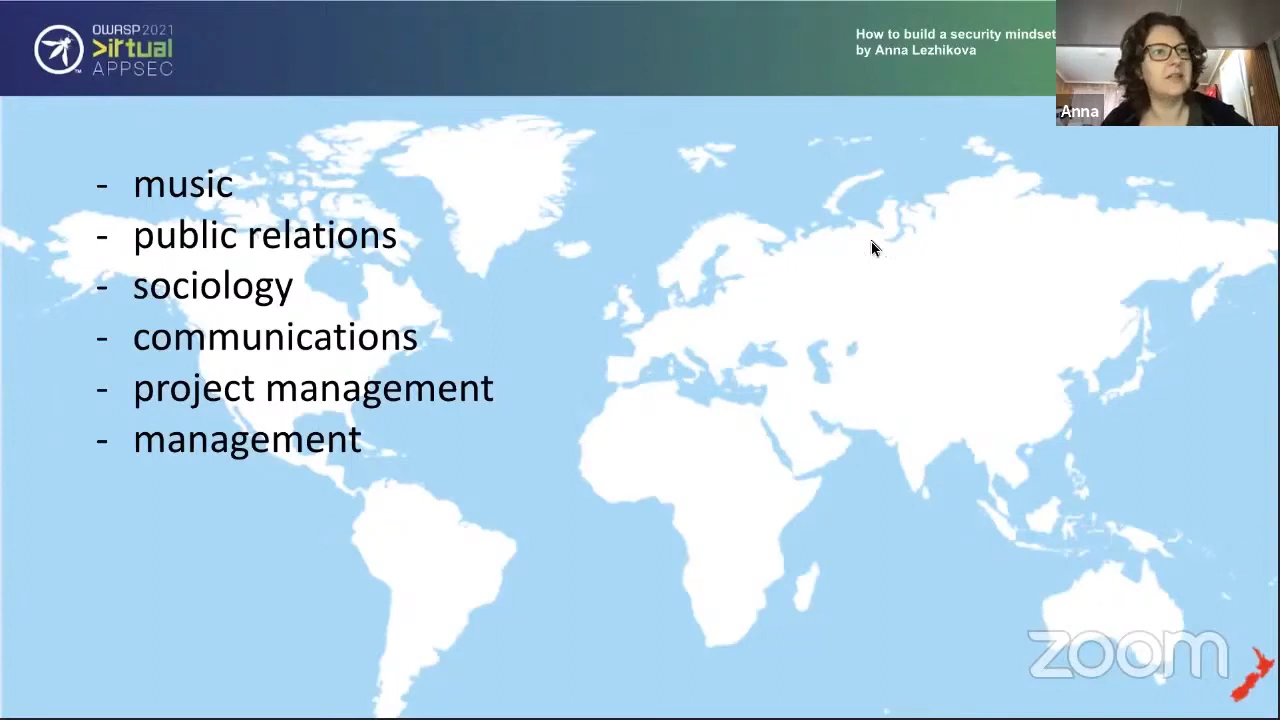 OWASP 2021
Virtual
APPSEC
How to build a security mindset
by Anna Lezhikova
Anna
- music
- public relations
- sociology
- communications
- project management
- management
zoom